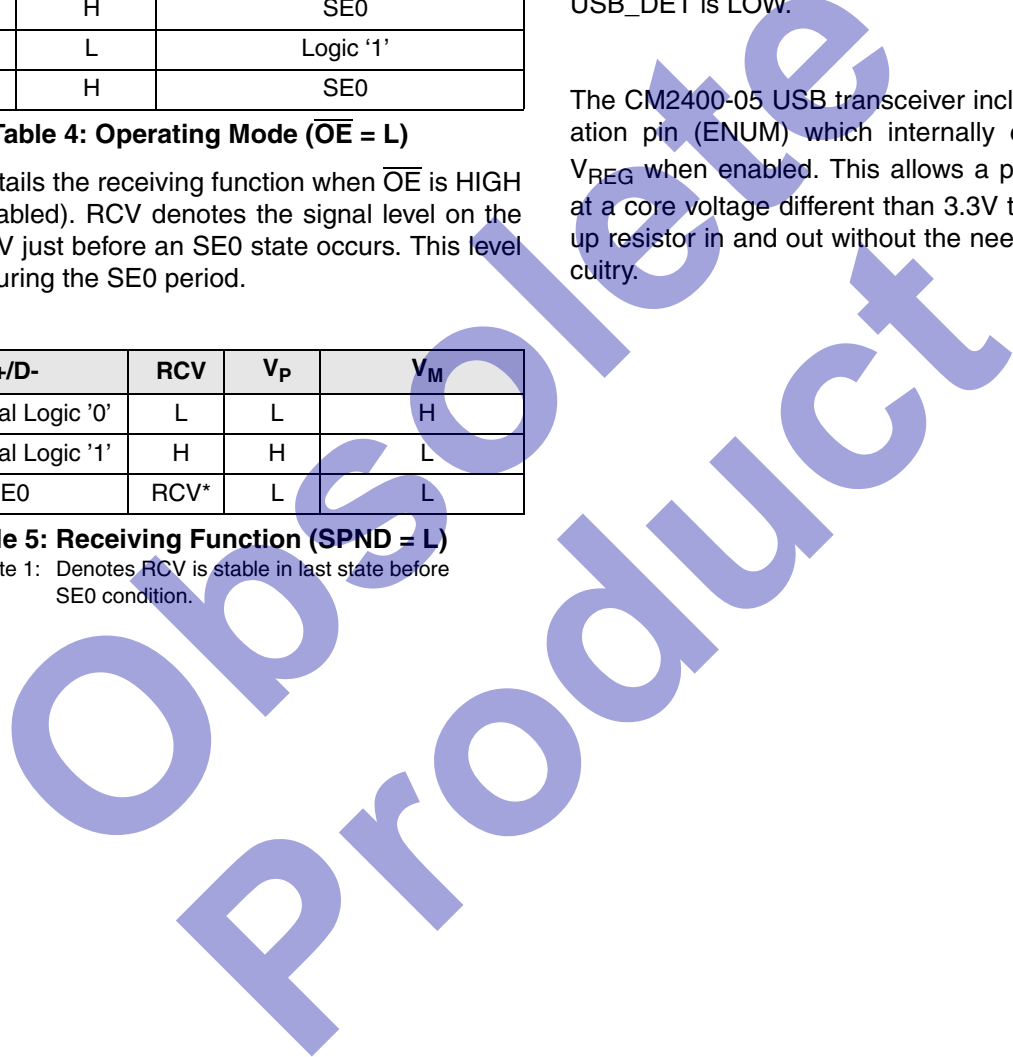 H SE0
L Logic ‘1’
H SE0
Table 4: Operating Mode (OE = L)
tails the receiving function when OE is HIGH
abled). RCV denotes the signal level on the
V just before an SE0 state occurs. This level
uring the SE0 period.
+/D- RCV VP VM
al Logic '0' L L H
al Logic '1' H H L
E0 RCV* L L
le 5: Receiving Function (SPND = L)
te 1: Denotes RCV is stable in last state before
SE0 condition.
USB_DET is LOW.
The CM2400-05 USB transceiver incl
ation pin (ENUM) which internally
VREG when enabled. This allows a p
at a core voltage different than 3.3V t
up resistor in and out without the nee
cuitry.
Obsolete
Product